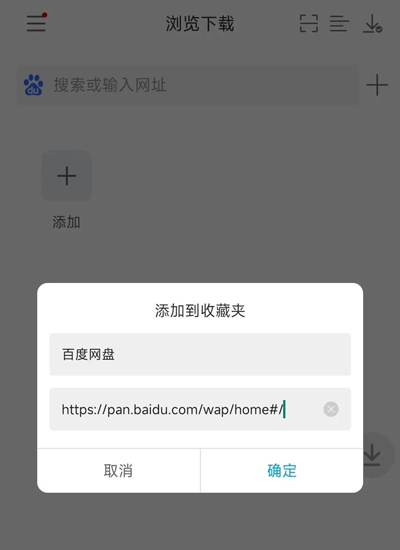 浏览下载
du
搜索或输入网址
添加
添加到收藏夹
百度网盘
https://pan.baidu.com/wap/home#/
取消
确定